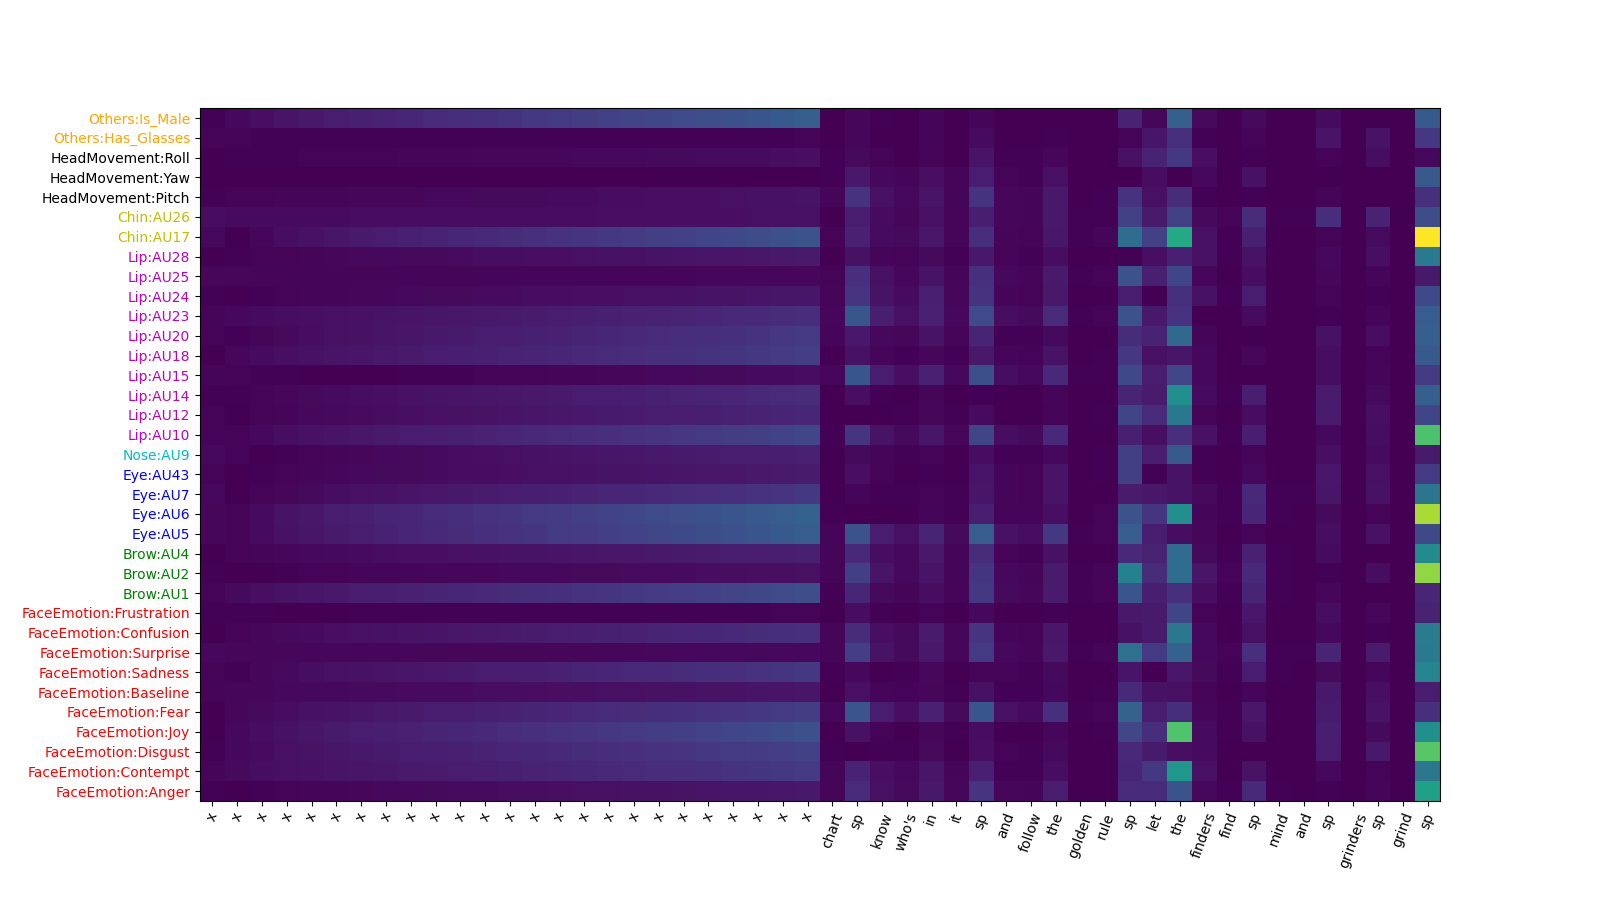 Others:Is_Male
Others:Has_Glasses
HeadMovement:Roll
HeadMovement:Yaw
HeadMovement:Pitch
Chin:AU26
Chin:AU17
Lip:AU28
Lip:AU25
Lip:AU24
Lip:AU23
Lip:AU20
Lip:AU18
Lip:AU15
Lip:AU14
Lip:AU12
Lip:AU10
Nose:AU9
Eye:AU43
Eye:AU7
Eye:AU6
Eye:AU5
Brow:AU4
Brow:AU2
Brow:AU1
FaceEmotion:Frustration
FaceEmotion:Confusion
FaceEmotion:Surprise
FaceEmotion:Sadness
FaceEmotion:Baseline
FaceEmotion:Fear
FaceEmotion:Joy
FaceEmotion:Disgust
FaceEmotion:Contempt
FaceEmotion:Anger
x x x x x x x x x x x x x x x x x x x x x x x x x chart sp know who's in it sp and follow the golden rule sp let the finders find sp mind and sp grinders sp grind sp